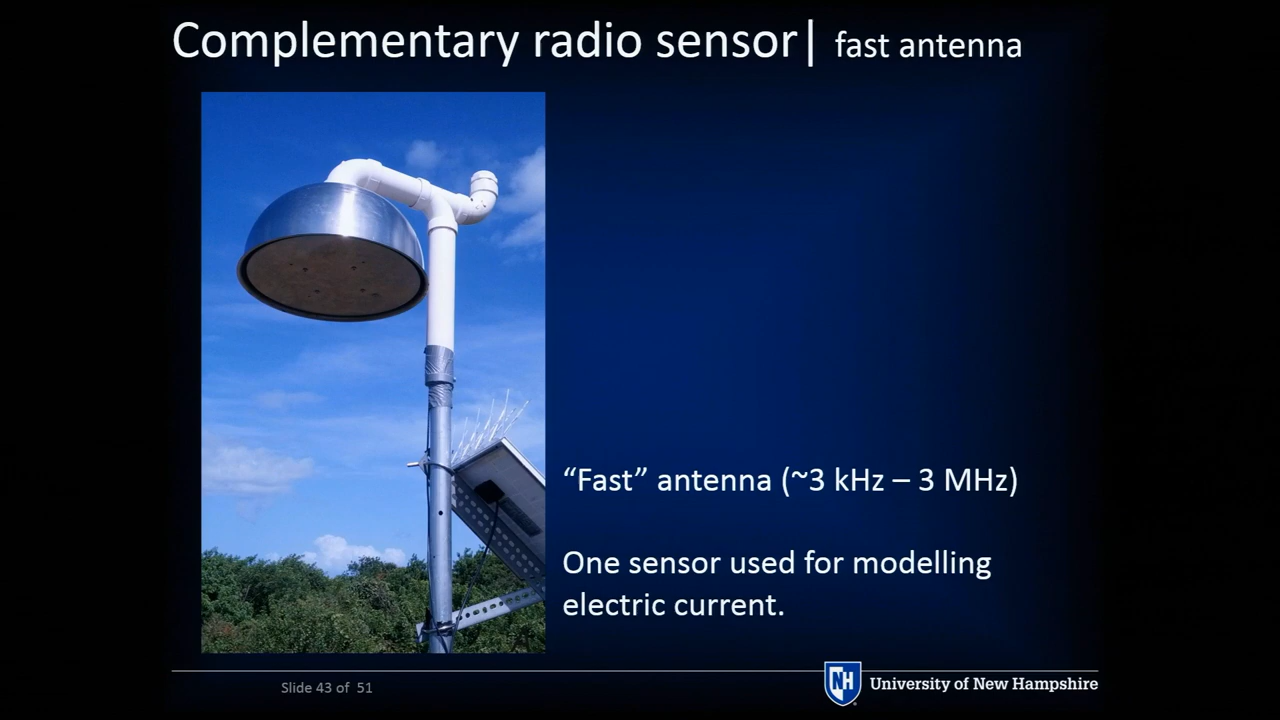 Complementary radio sensor| fast antenna
“Fast” antenna (~3 kHz – 3 MHz)
One sensor used for modelling
electric current.
Slide 43 of 51
NH University of New Hampshire